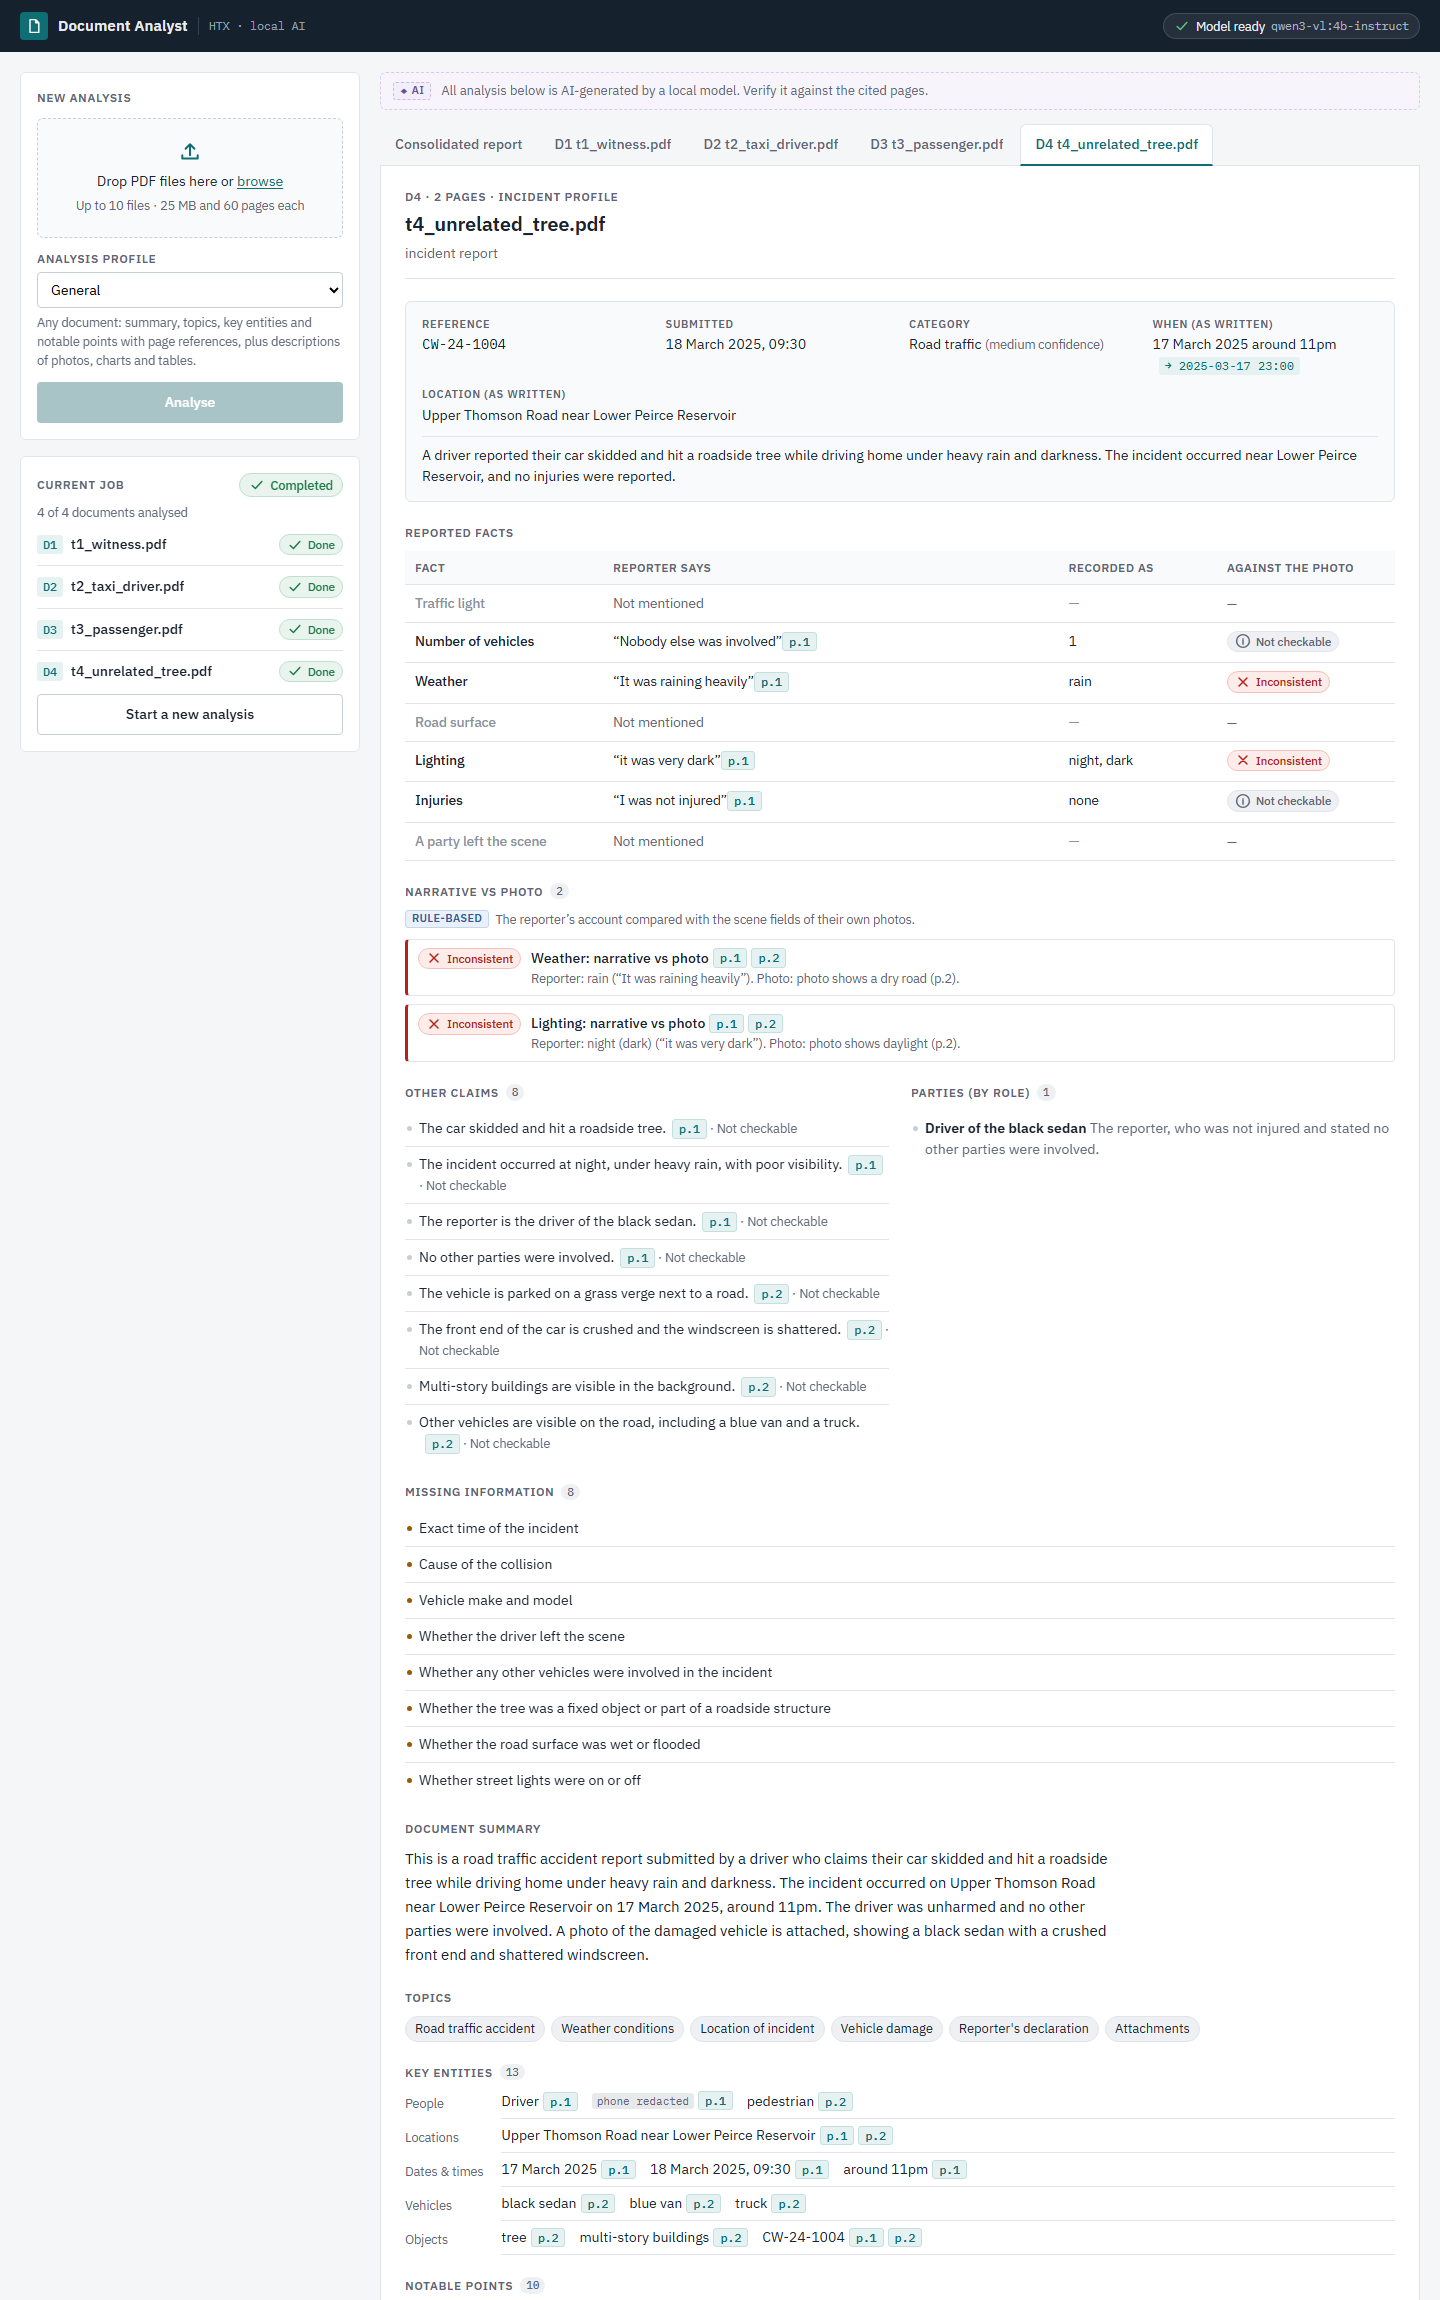 Document Analyst HTX · local AI
Model ready qwen3-vl:4b-instruct
NEW ANALYSIS
Drop PDF files here or browse
Up to 10 files · 25 MB and 60 pages each
ANALYSIS PROFILE
General
Any document: summary, topics, key entities and
notable points with page references, plus descriptions
of photos, charts and tables.
Analyse
CURRENT JOB Completed
4 of 4 documents analysed
D1 t1_witness.pdf Done
D2 t2_taxi_driver.pdf Done
D3 t3_passenger.pdf Done
D4 t4_unrelated_tree.pdf Done
Start a new analysis
AI All analysis below is AI-generated by a local model. Verify it against the cited pages.
Consolidated report D1 t1_witness.pdf D2 t2_taxi_driver.pdf D3 t3_passenger.pdf D4 t4_unrelated_tree.pdf
D4 · 2 PAGES · INCIDENT PROFILE
t4_unrelated_tree.pdf
incident report
REFERENCE SUBMITTED CATEGORY WHEN (AS WRITTEN)
CW-24-1004 18 March 2025, 09:30 Road traffic (medium confidence) 17 March 2025 around 11pm
→ 2025-03-17 23:00
LOCATION (AS WRITTEN)
Upper Thomson Road near Lower Peirce Reservoir
A driver reported their car skidded and hit a roadside tree while driving home under heavy rain and darkness. The incident occurred near Lower Peirce
Reservoir, and no injuries were reported.
REPORTED FACTS
FACT REPORTER SAYS RECORDED AS AGAINST THE PHOTO
Traffic light Not mentioned — —
Number of vehicles “Nobody else was involved” p.1 1 Not checkable
Weather “It was raining heavily” p.1 rain Inconsistent
Road surface Not mentioned — —
Lighting “it was very dark” p.1 night, dark Inconsistent
Injuries “I was not injured” p.1 none Not checkable
A party left the scene Not mentioned — —
NARRATIVE VS PHOTO 2
RULE-BASED The reporter’s account compared with the scene fields of their own photos.
Inconsistent Weather: narrative vs photo p.1 p.2
Reporter: rain (“It was raining heavily”). Photo: photo shows a dry road (p.2).
Inconsistent Lighting: narrative vs photo p.1 p.2
Reporter: night (dark) (“it was very dark”). Photo: photo shows daylight (p.2).
OTHER CLAIMS 8
The car skidded and hit a roadside tree. p.1 · Not checkable
The incident occurred at night, under heavy rain, with poor visibility. p.1
· Not checkable
The reporter is the driver of the black sedan. p.1 · Not checkable
No other parties were involved. p.1 · Not checkable
The vehicle is parked on a grass verge next to a road. p.2 · Not checkable
The front end of the car is crushed and the windscreen is shattered. p.2 ·
Not checkable
Multi-story buildings are visible in the background. p.2 · Not checkable
Other vehicles are visible on the road, including a blue van and a truck.
p.2 · Not checkable
PARTIES (BY ROLE) 1
Driver of the black sedan The reporter, who was not injured and stated no
other parties were involved.
MISSING INFORMATION 8
Exact time of the incident
Cause of the collision
Vehicle make and model
Whether the driver left the scene
Whether any other vehicles were involved in the incident
Whether the tree was a fixed object or part of a roadside structure
Whether the road surface was wet or flooded
Whether street lights were on or off
DOCUMENT SUMMARY
This is a road traffic accident report submitted by a driver who claims their car skidded and hit a roadside
tree while driving home under heavy rain and darkness. The incident occurred on Upper Thomson Road
near Lower Peirce Reservoir on 17 March 2025, around 11pm. The driver was unharmed and no other
parties were involved. A photo of the damaged vehicle is attached, showing a black sedan with a crushed
front end and shattered windscreen.
TOPICS
Road traffic accident Weather conditions Location of incident Vehicle damage Reporter's declaration Attachments
KEY ENTITIES 13
People Driver p.1 phone redacted p.1 pedestrian p.2
Locations Upper Thomson Road near Lower Peirce Reservoir p.1 p.2
Dates & times 17 March 2025 p.1 18 March 2025, 09:30 p.1 around 11pm p.1
Vehicles black sedan p.2 blue van p.2 truck p.2
Objects tree p.2 multi-story buildings p.2 CW-24-1004 p.1 p.2
NOTABLE POINTS 10